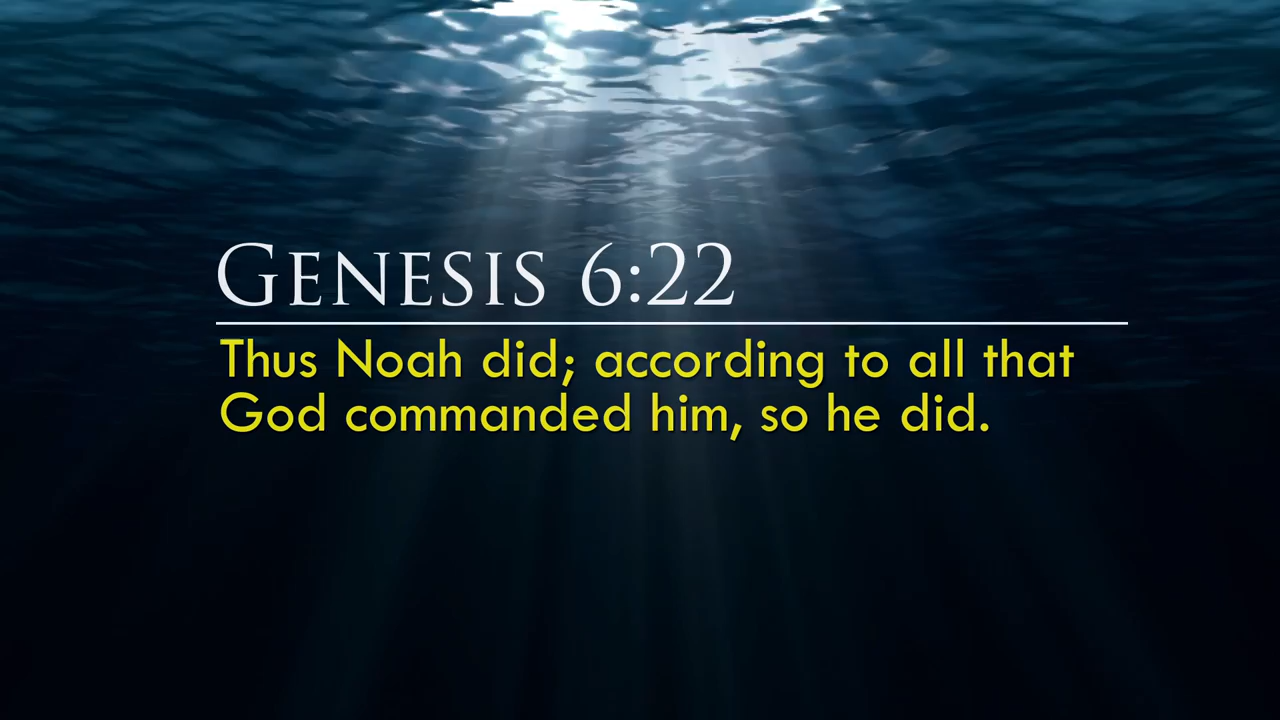 Genesis 6:22
Thus Noah did; according to all that
God commanded him, so he did.